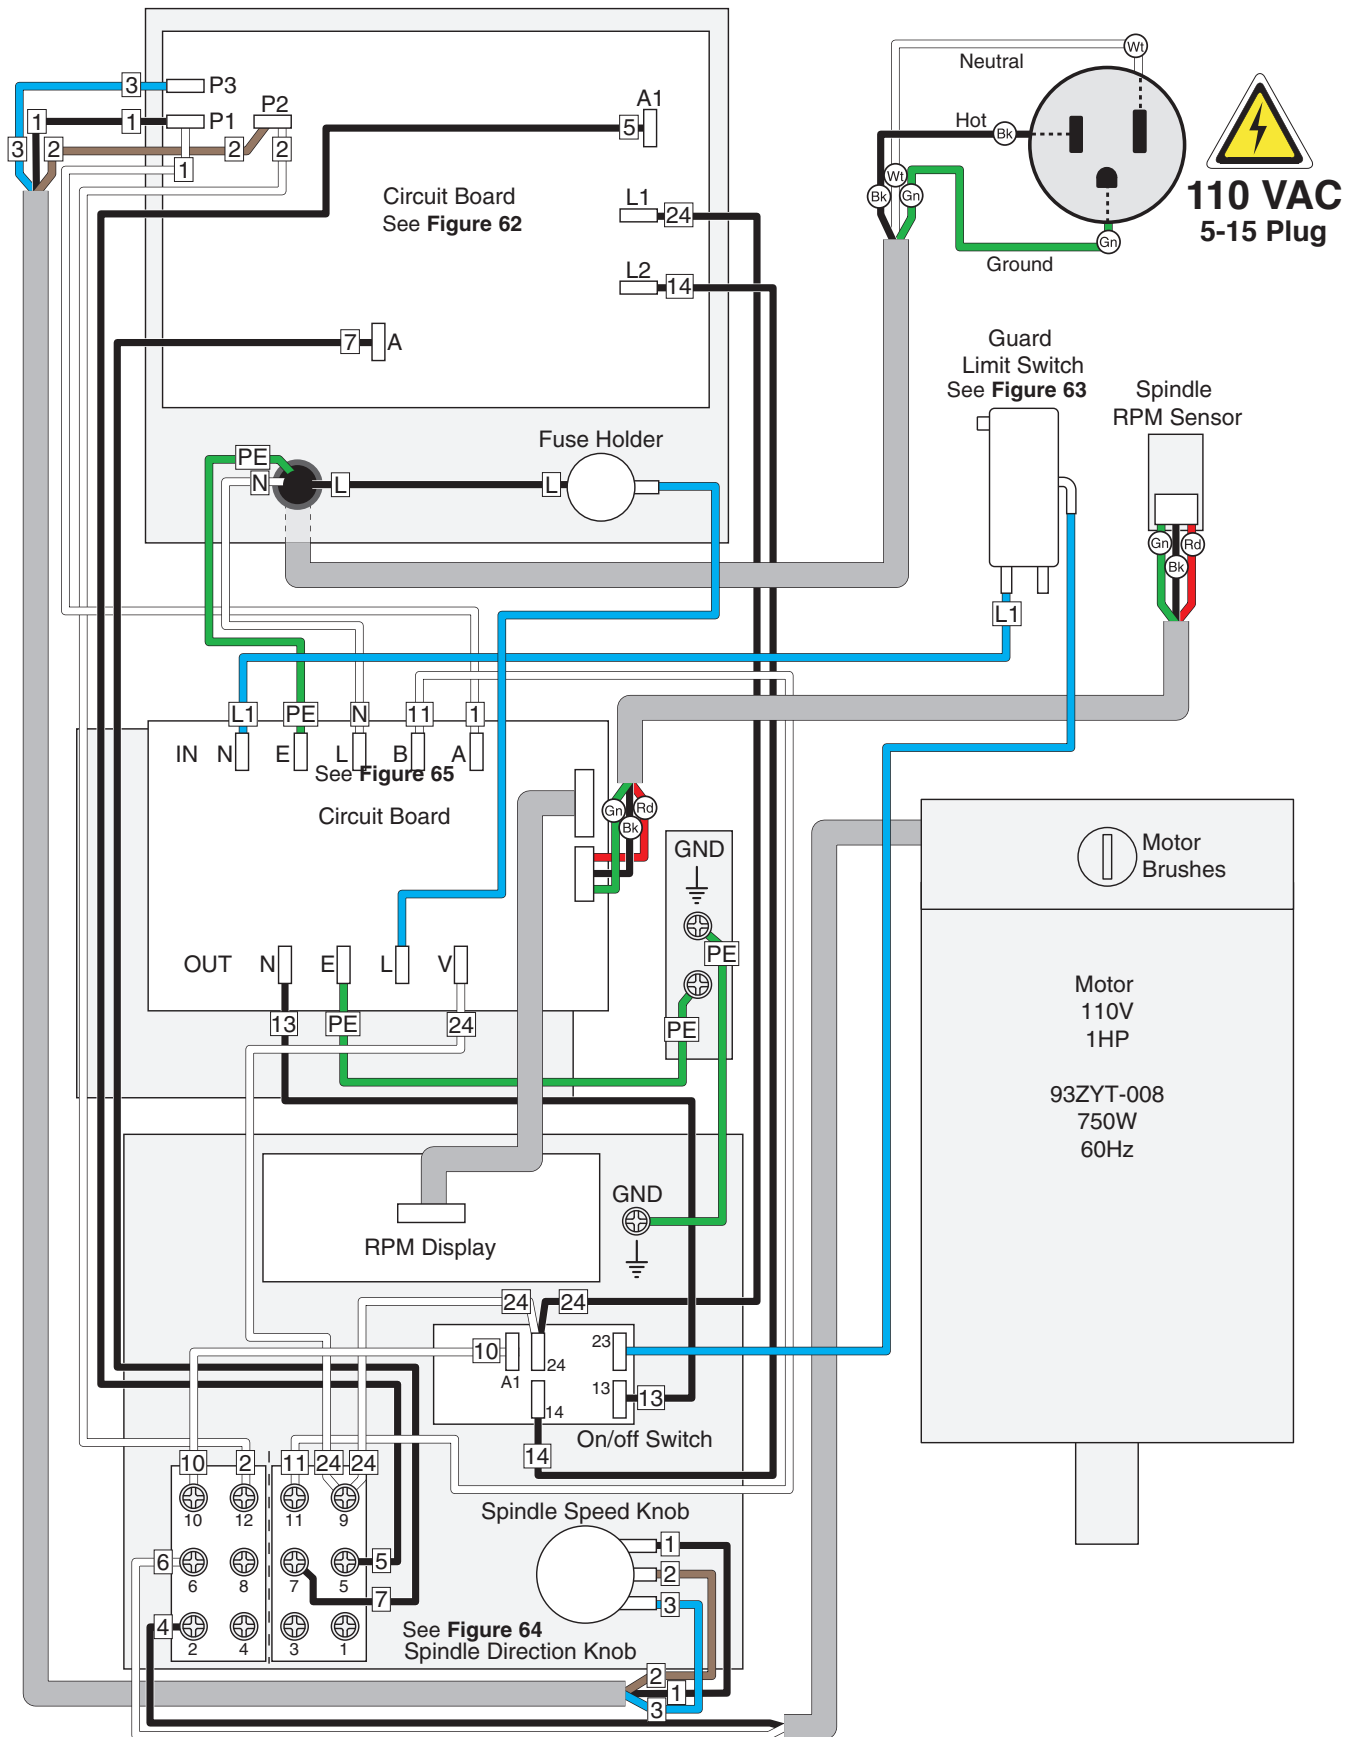 3 P3
P2
1 1 P1
3 2 2 2
1
A1
5
Circuit Board
See Figure 62
L1
24
L2
14
7 A
Neutral
Wt
Hot Bk
Wt
Bk Gn
Gn
Ground
110 VAC
5-15 Plug
Guard
Limit Switch
See Figure 63
Spindle
RPM Sensor
Gn Rd
Bk
L1
Fuse Holder
PE
N L L
L1 PE N 11 1
IN N E L B A
See Figure 65
Circuit Board
Gn Rd
Bk
GND
PE
PE
OUT N E L V
13 PE 24
Motor
Brushes
Motor
110V
1HP
93ZYT-008
750W
60Hz
GND
RPM Display
24 24
10 23
24
A1 13 13
14
On/off Switch
14
10 2 11 24 24
10 12 11 9
6 5
6 8 7 5
7
4
2 4 3 1
Spindle Speed Knob
1
2
3
See Figure 64
Spindle Direction Knob
2
1
3